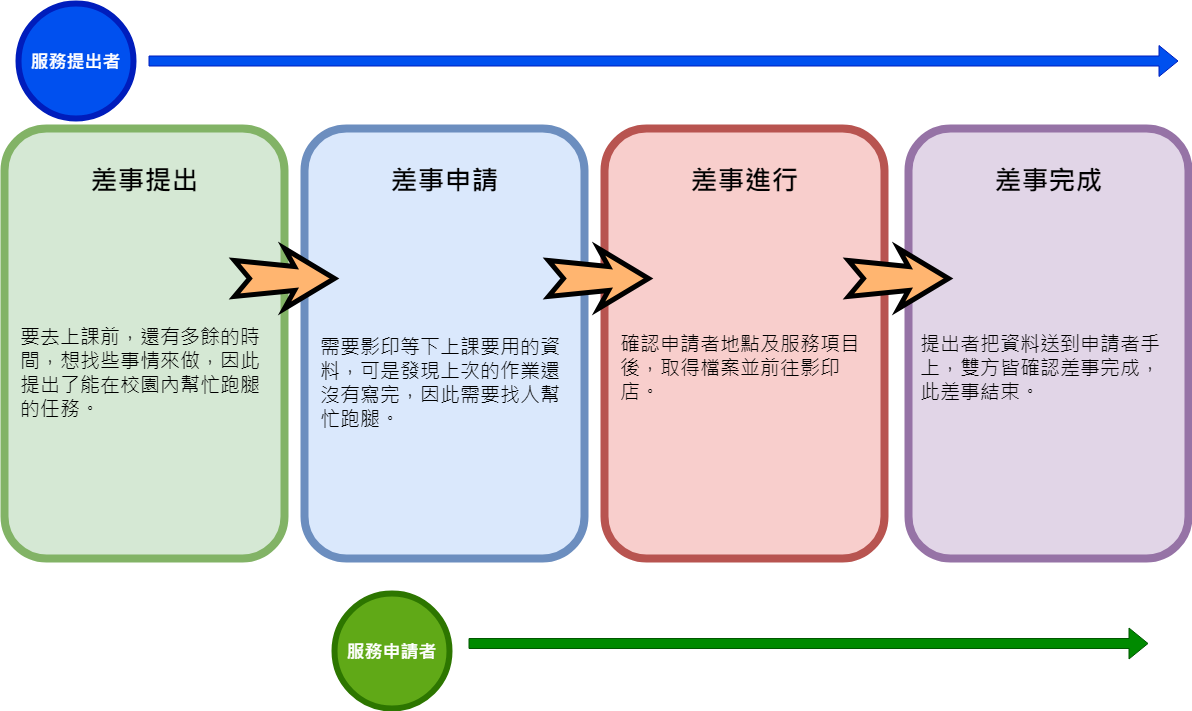 服務提出者
差事提出
要去上課前，還有多餘的時
間，想找些事情來做，因此
提出了能在校園內幫忙跑腿
的任務。
差事申請
需要影印等下上課要用的資
料，可是發現上次的作業還
沒有寫完，因此需要找人幫
忙跑腿。
差事進行
確認申請者地點及服務項目
後，取得檔案並前往影印
店。
差事完成
提出者把資料送到申請者手
上，雙方皆確認差事完成，
此差事結束。
服務申請者